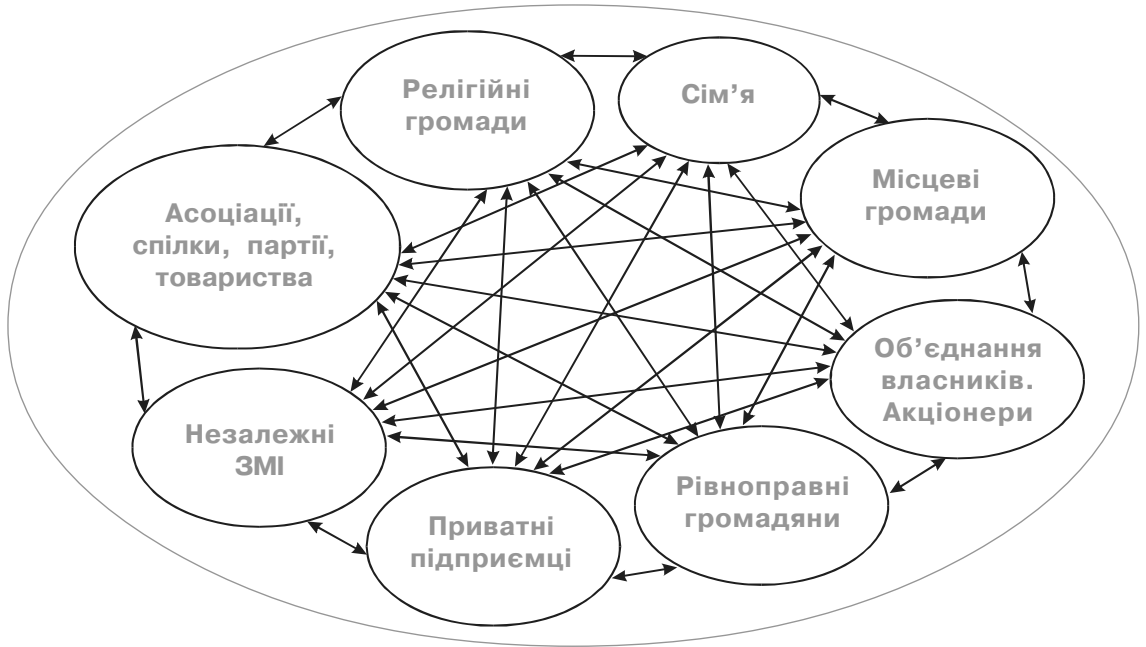 Релігійні
громади
Сім’я
Місцеві
громади
Асоціації,
спілки, партії,
товариства
Об’єднання
власників.
Акціонери
Незалежні
ЗМІ
Рівноправні
громадяни
Приватні
підприємці